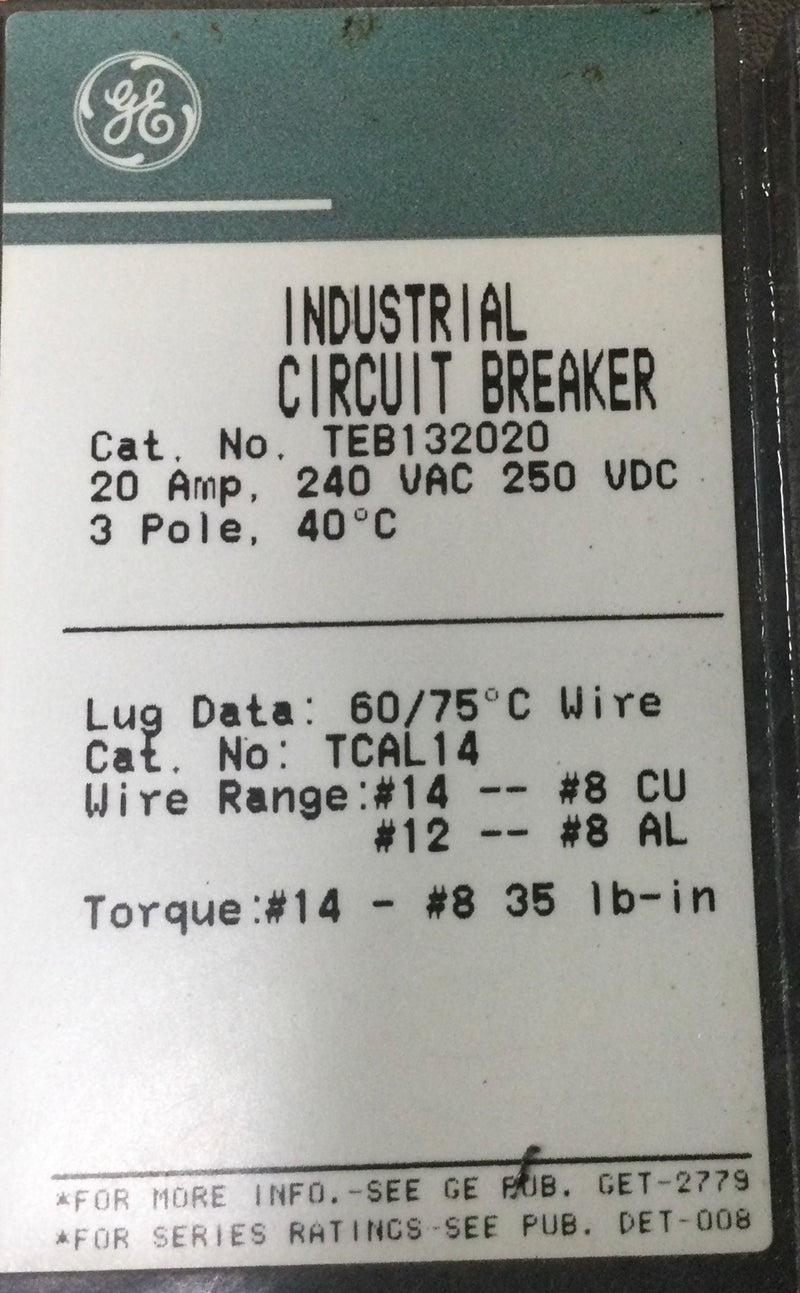 GE
INDUSTRIAL
CIRCUIT BREAKER
Cat. No. TEB132020
20 Amp, 240 VAC 250 VDC
3 Pole, 40°C
Lug Data: 60/75°C Wire
Cat. No: TCAL14
Wire Range:#14 -- #8 CU
#12 -- #8 AL
Torque:#14 - #8 35 lb-in
*FOR MORE INFO.-SEE GE PUB. GET-2779
*FOR SERIES RATINGS-SEE PUB. DET-008